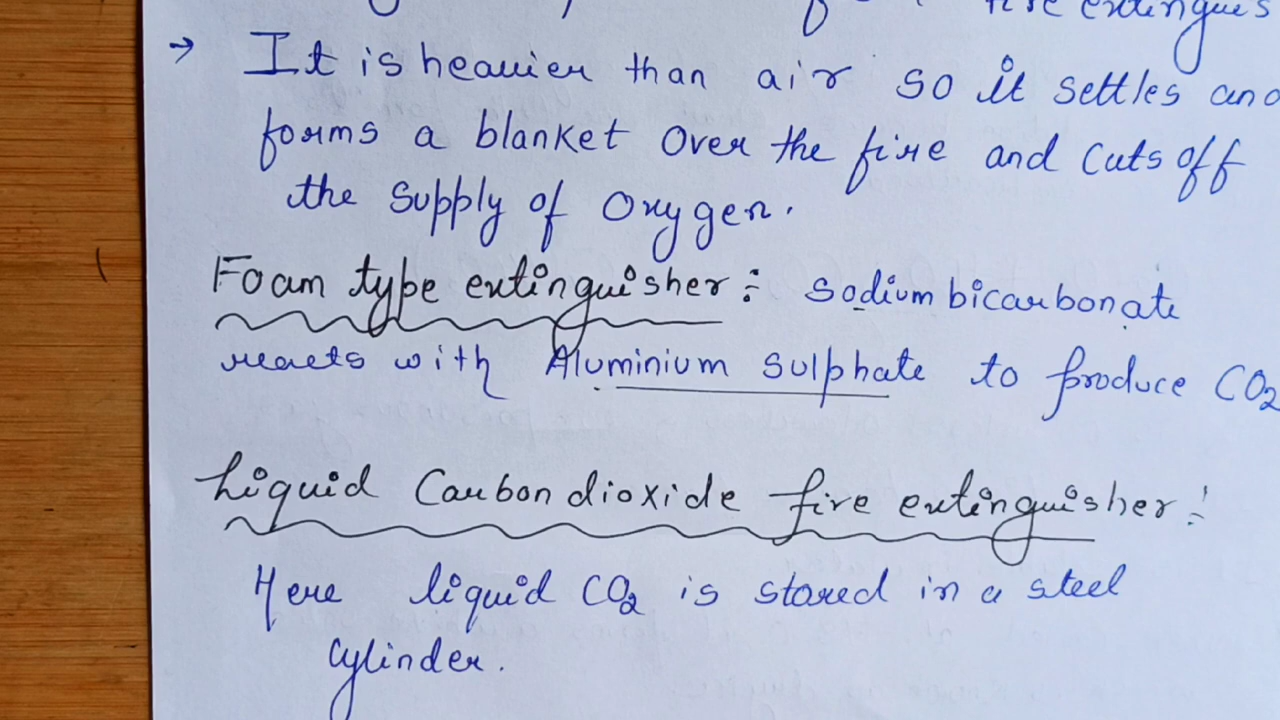 fire extinguis
→ It is heavier than air so it settles and
forms a blanket over the fire and cuts off
the supply of Oxygen.
Foam type extinguisher÷ sodium bicarbonate
reacts with Aluminium sulphate to produce CO2
Liquid Carbon dioxide fire extinguisher÷
Here liquid CO2 is stored in a steel
cylinder.